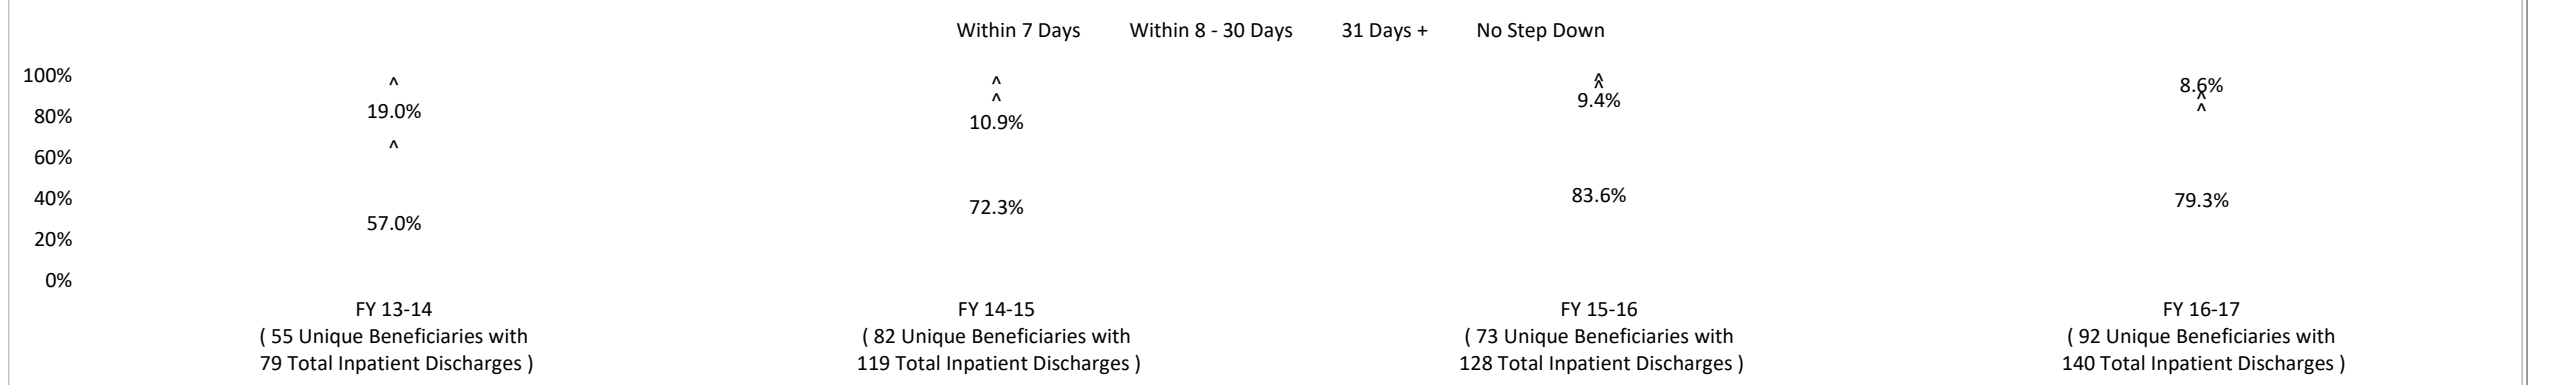 Within 7 Days Within 8 - 30 Days 31 Days + No Step Down
100%
80%
60%
40%
20%
0%
^
19.0%
^
57.0%
^
^
10.9%
72.3%
^
^
9.4%
83.6%
8.6%
^
^
79.3%
FY 13-14
( 55 Unique Beneficiaries with
79 Total Inpatient Discharges )
FY 14-15
( 82 Unique Beneficiaries with
119 Total Inpatient Discharges )
FY 15-16
( 73 Unique Beneficiaries with
128 Total Inpatient Discharges )
FY 16-17
( 92 Unique Beneficiaries with
140 Total Inpatient Discharges )